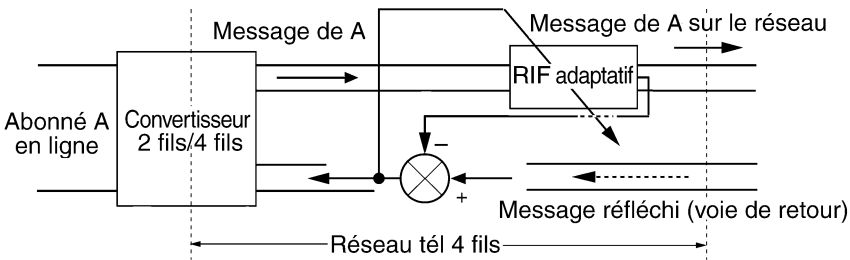 Message de A
Message de A sur le réseau
RIF adaptatif
Abonné A
en ligne
Convertisseur
2 fils/4 fils
−
+
Message réfléchi (voie de retour)
Réseau tél 4 fils